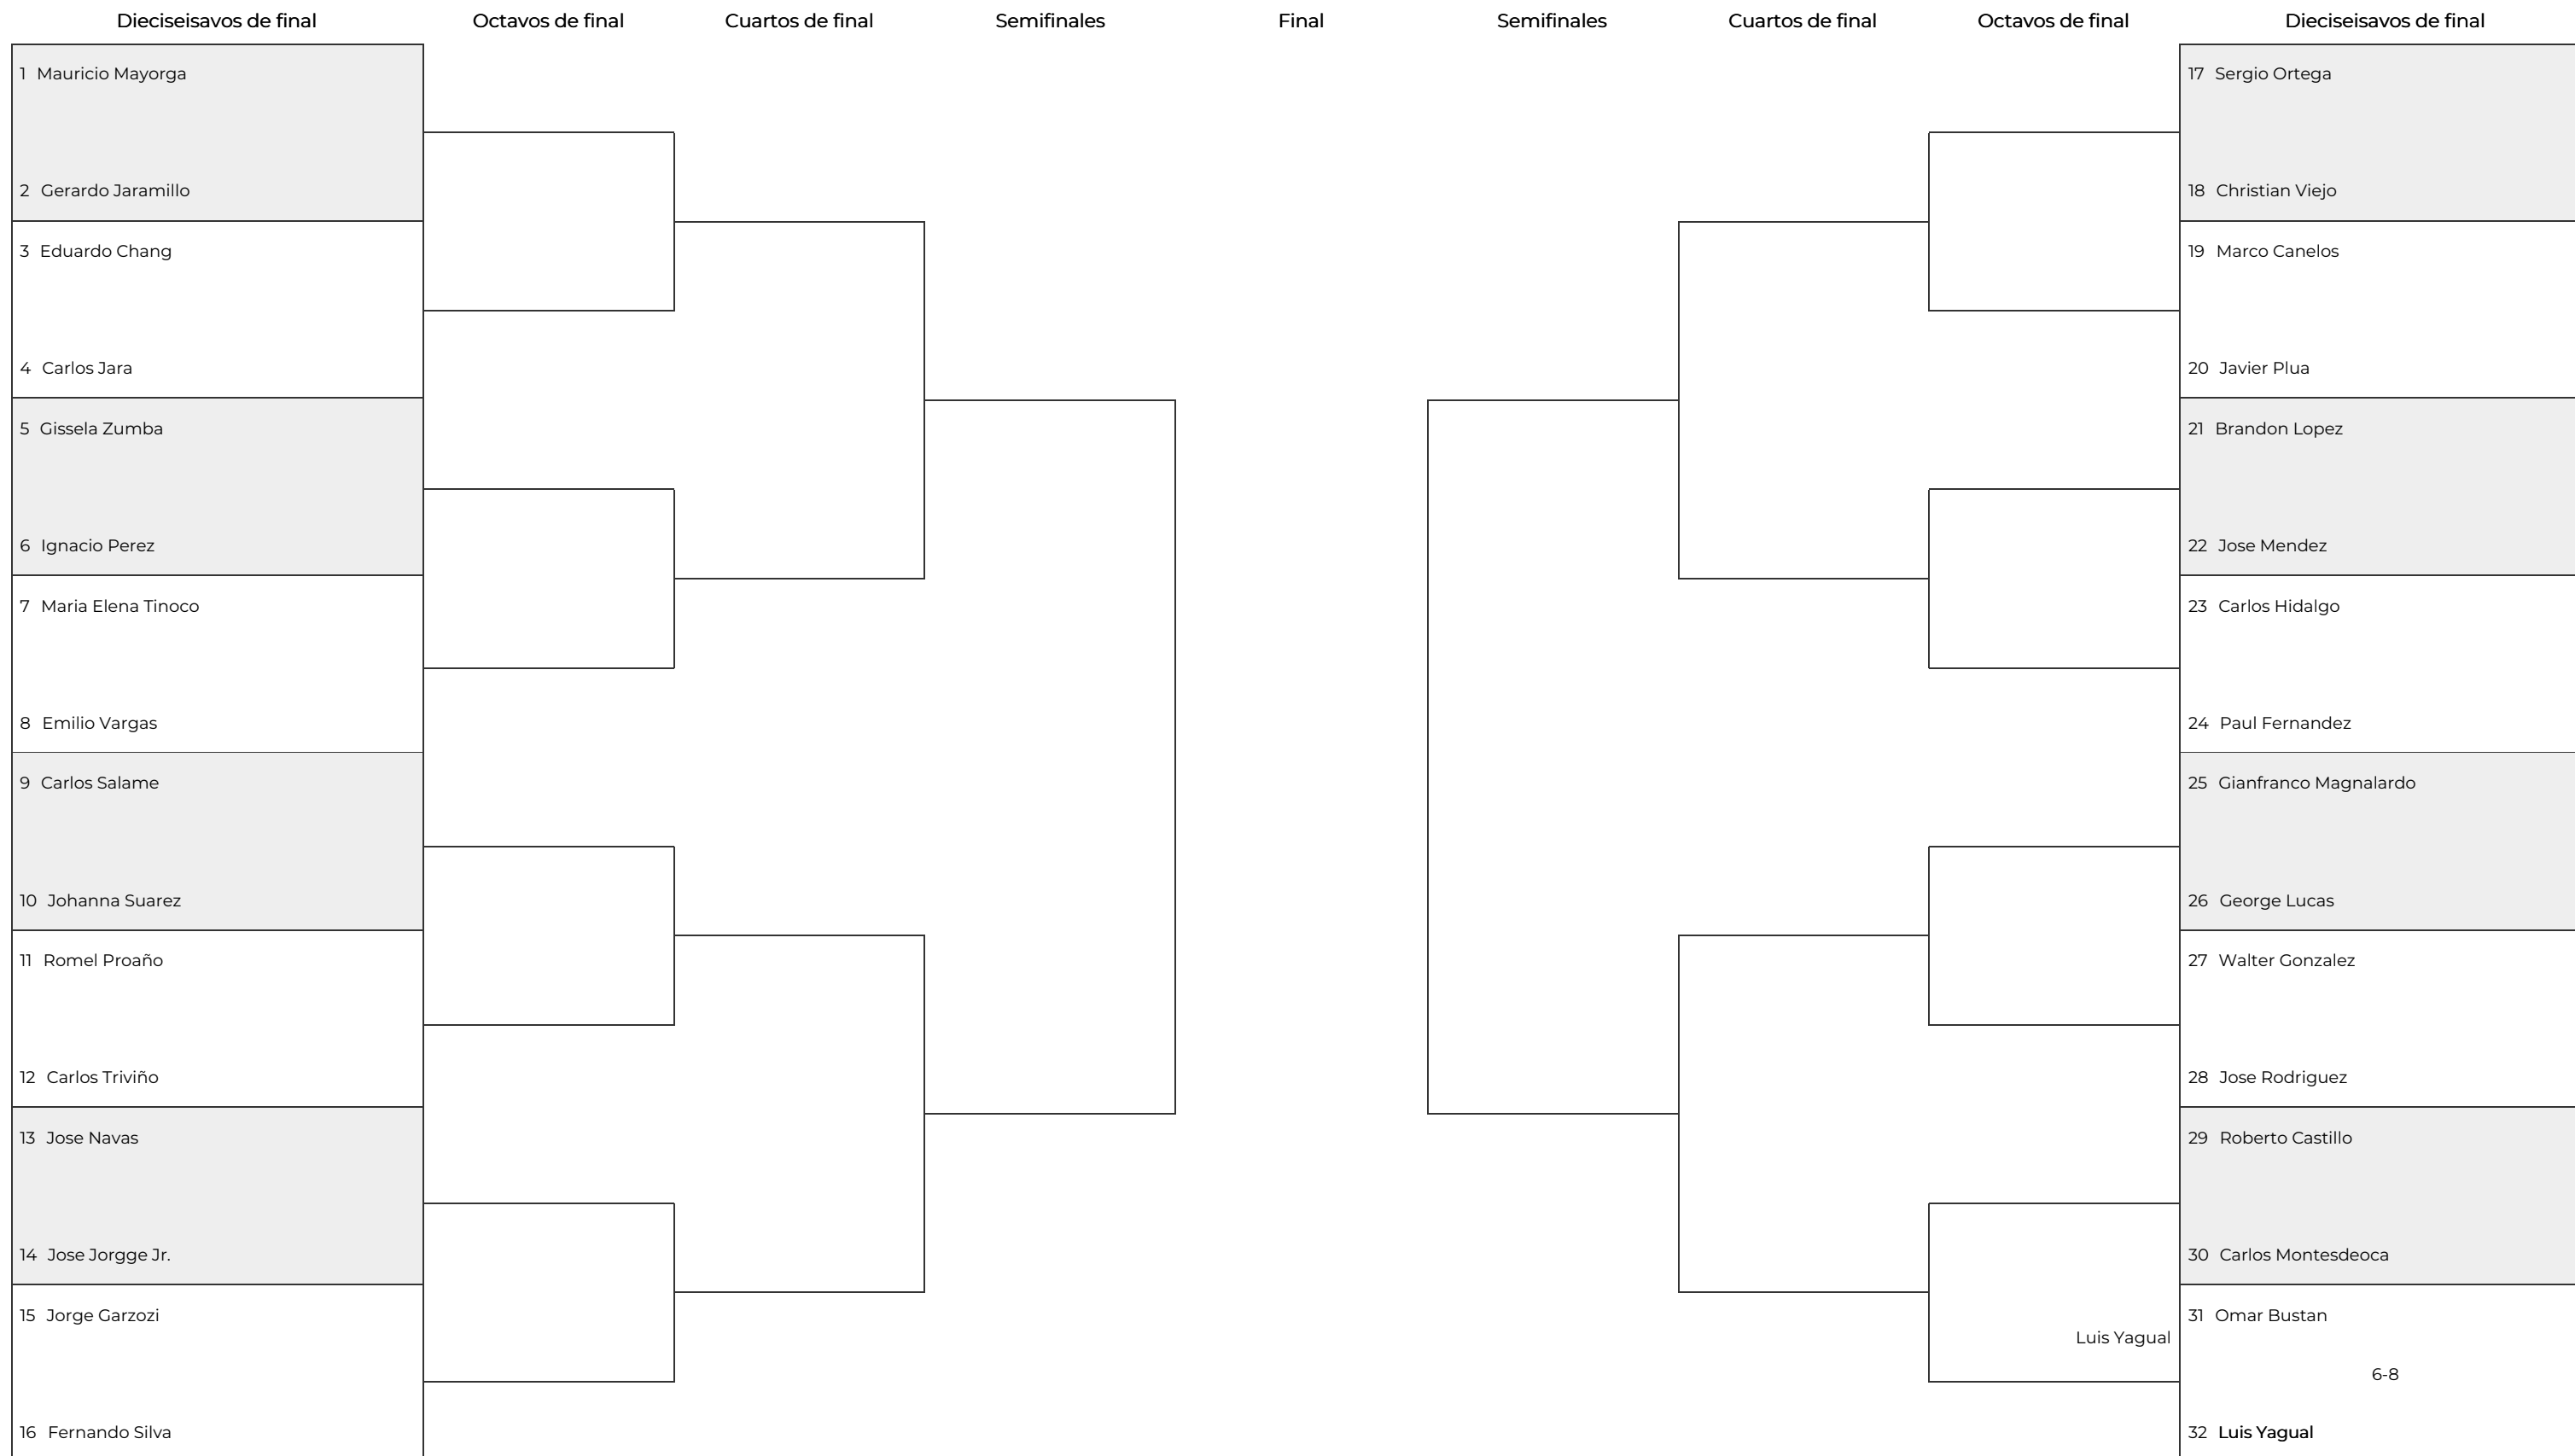 Dieciseisavos de final Octavos de final Cuartos de final Semifinales Final Semifinales Cuartos de final Octavos de final Dieciseisavos de final
1 Mauricio Mayorga
2 Gerardo Jaramillo
3 Eduardo Chang
4 Carlos Jara
5 Gissela Zumba
6 Ignacio Perez
7 Maria Elena Tinoco
8 Emilio Vargas
9 Carlos Salame
10 Johanna Suarez
11 Romel Proaño
12 Carlos Triviño
13 Jose Navas
14 Jose Jorgge Jr.
15 Jorge Garzozi
16 Fernando Silva
17 Sergio Ortega
18 Christian Viejo
19 Marco Canelos
20 Javier Plua
21 Brandon Lopez
22 Jose Mendez
23 Carlos Hidalgo
24 Paul Fernandez
25 Gianfranco Magnalardo
26 George Lucas
27 Walter Gonzalez
28 Jose Rodriguez
29 Roberto Castillo
30 Carlos Montesdeoca
31 Omar Bustan
Luis Yagual
6-8
32 Luis Yagual